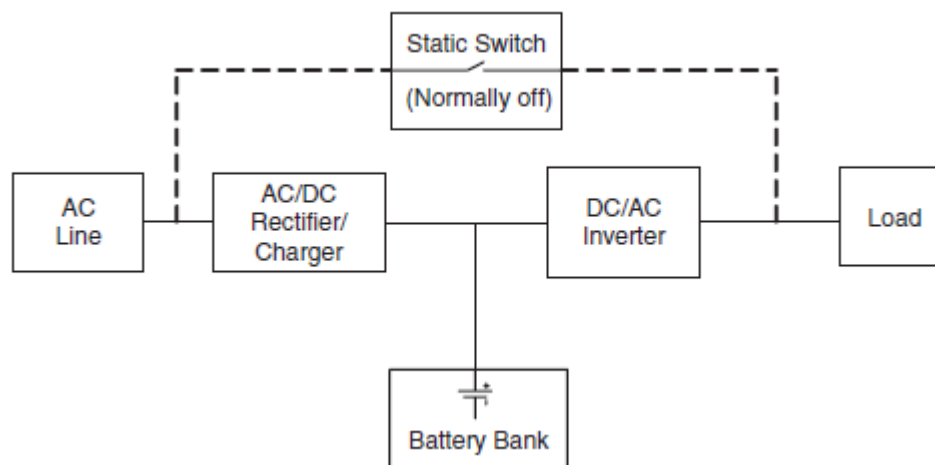 Static Switch
(Normally off)
AC
Line
AC/DC
Rectifier/
Charger
DC/AC
Inverter
Load
+
Battery Bank